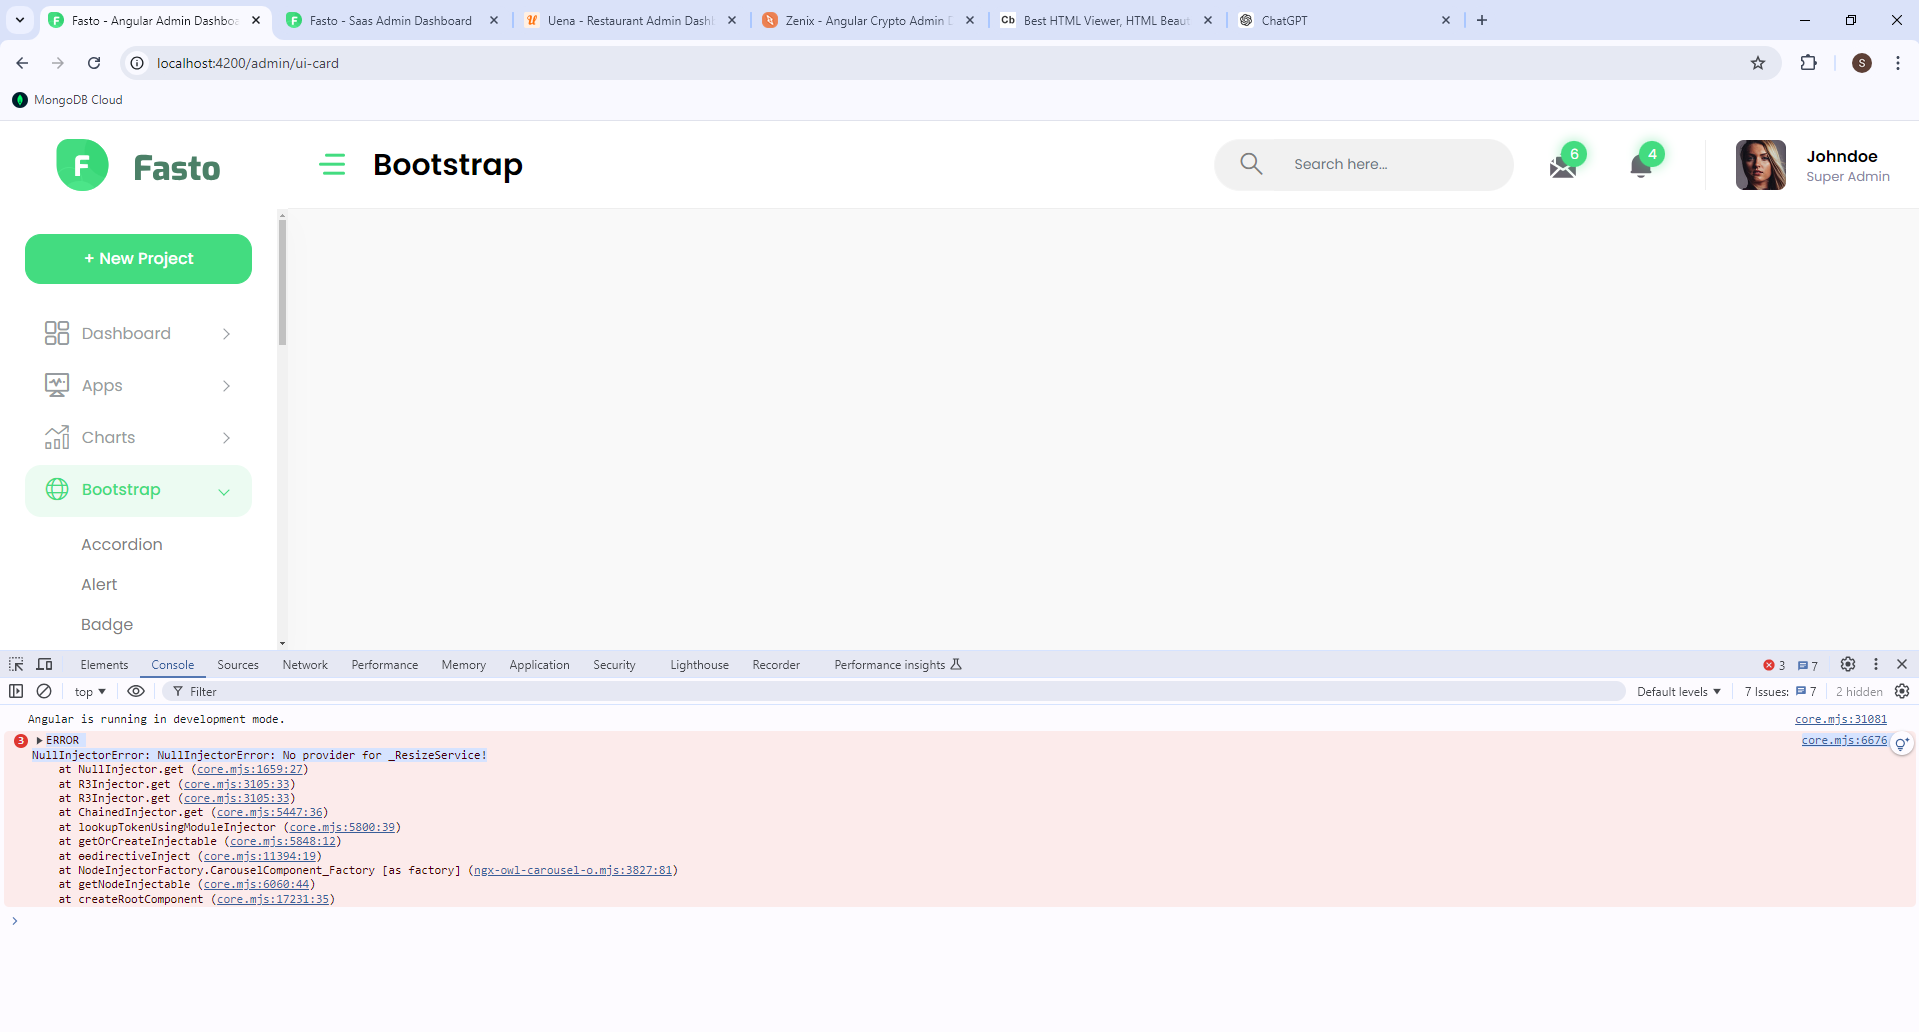 Fasto - Angular Admin Dashboa
Fasto - Saas Admin Dashboard
Uena - Restaurant Admin Dash
Zenix - Angular Crypto Admin D
Cb Best HTML Viewer, HTML Beaut
ChatGPT
localhost:4200/admin/ui-card
S
MongoDB Cloud
F Fasto
Bootstrap
Search here...
6
4
Johndoe
Super Admin
+ New Project
Dashboard
Apps
Charts
Bootstrap
Accordion
Alert
Badge
Elements Console Sources Network Performance Memory Application Security Lighthouse Recorder Performance insights 3 7
top Filter Default levels 7 Issues: 7 2 hidden
Angular is running in development mode. core.mjs:31081
3 ERROR core.mjs:6676
NullInjectorError: NullInjectorError: No provider for _ResizeService!
at NullInjector.get (core.mjs:1659:27)
at R3Injector.get (core.mjs:3105:33)
at R3Injector.get (core.mjs:3105:33)
at ChainedInjector.get (core.mjs:5447:36)
at lookupTokenUsingModuleInjector (core.mjs:5800:39)
at getOrCreateInjectable (core.mjs:5848:12)
at ɵɵdirectiveInject (core.mjs:11394:19)
at NodeInjectorFactory.CarouselComponent_Factory [as factory] (ngx-owl-carousel-o.mjs:3827:81)
at getNodeInjectable (core.mjs:6060:44)
at createRootComponent (core.mjs:17231:35)